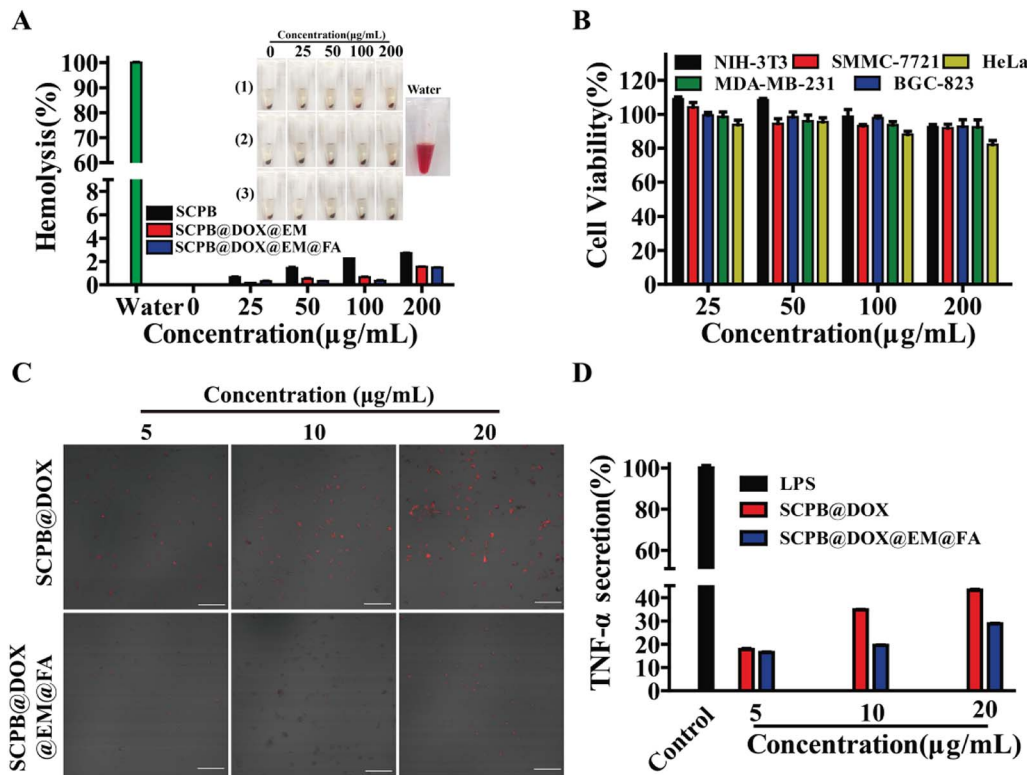 A
Concentration(μg/mL)
0 25 50 100 200
(1)
(2)
(3)
Water
Hemolysis(%)
100
90
80
70
60
8
6
4
2
0
SCPB
SCPB@DOX@EM
SCPB@DOX@EM@FA
Water 0 25 50 100 200
Concentration(μg/mL)
B
NIH-3T3 SMMC-7721 HeLa
MDA-MB-231 BGC-823
Cell Viability(%)
120
100
80
60
40
20
0
25 50 100 200
Concentration(μg/mL)
C
Concentration (μg/mL)
5 10 20
SCPB@DOX
SCPB@DOX
@EM@FA
D
TNF-α secretion(%)
100
80
60
40
30
20
10
0
LPS
SCPB@DOX
SCPB@DOX@EM@FA
Control
5 10 20
Concentration(μg/mL)